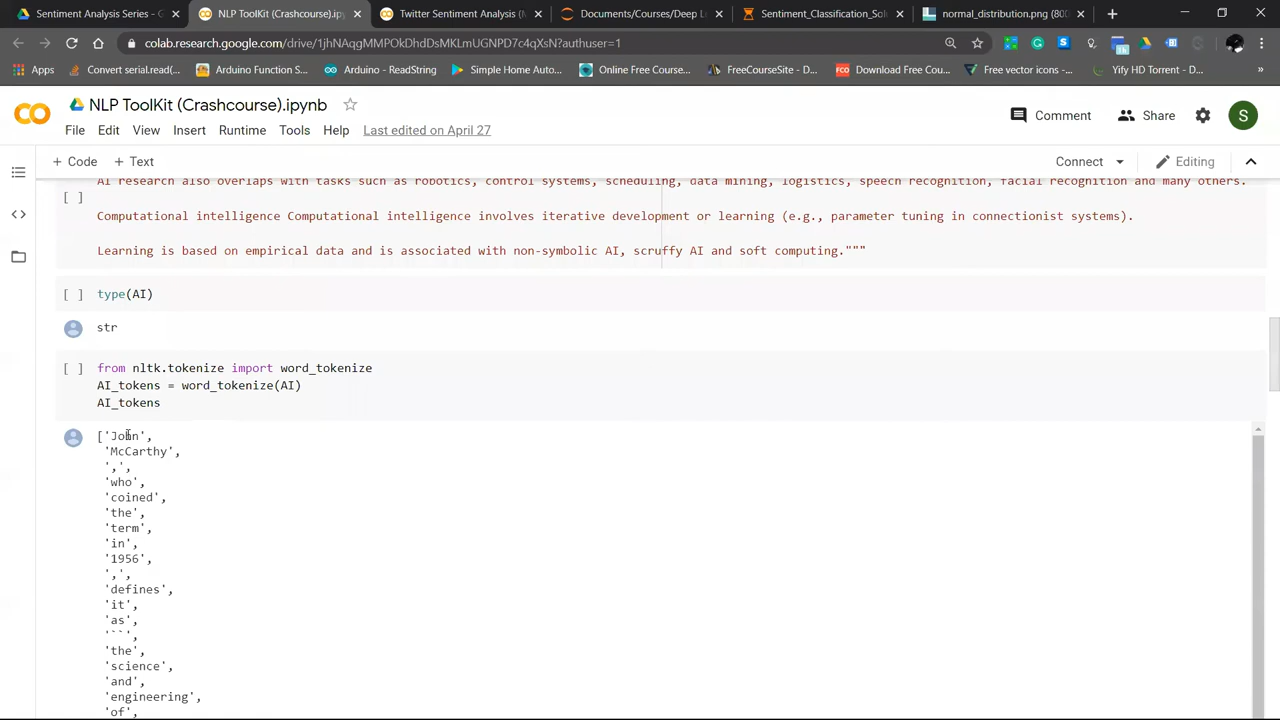 Sentiment Analysis Series - G
NLP ToolKit (Crashcourse).ipynb
Twitter Sentiment Analysis (N
Documents/Courses/Deep Le
Sentiment_Classification_Sol
normal_distribution.png (800
colab.research.google.com/drive/1jhNAqgMMPOkDhdDsMKLmUGNPD7c4qXsN?authuser=1
Apps
Convert serial.read(...
Arduino Function S...
Arduino - ReadString
Simple Home Auto...
Online Free Course...
FreeCourseSite - D...
FCO
Download Free Cou...
Free vector icons -...
Yify HD Torrent - D...
»
NLP ToolKit (Crashcourse).ipynb
File Edit View Insert Runtime Tools Help Last edited on April 27
Comment Share S
+ Code + Text
Connect Editing
AI research also overlaps with tasks such as robotics, control systems, scheduling, data mining, logistics, speech recognition, facial recognition and many others.
[ ]
Computational intelligence Computational intelligence involves iterative development or learning (e.g., parameter tuning in connectionist systems).
Learning is based on empirical data and is associated with non-symbolic AI, scruffy AI and soft computing."""
[ ] type(AI)
str
[ ] from nltk.tokenize import word_tokenize
AI_tokens = word_tokenize(AI)
AI_tokens
['John',
'McCarthy',
',',
'who',
'coined',
'the',
'term',
'in',
'1956',
',',
'defines',
'it',
'as',
'``',
'the',
'science',
'and',
'engineering',
'of',